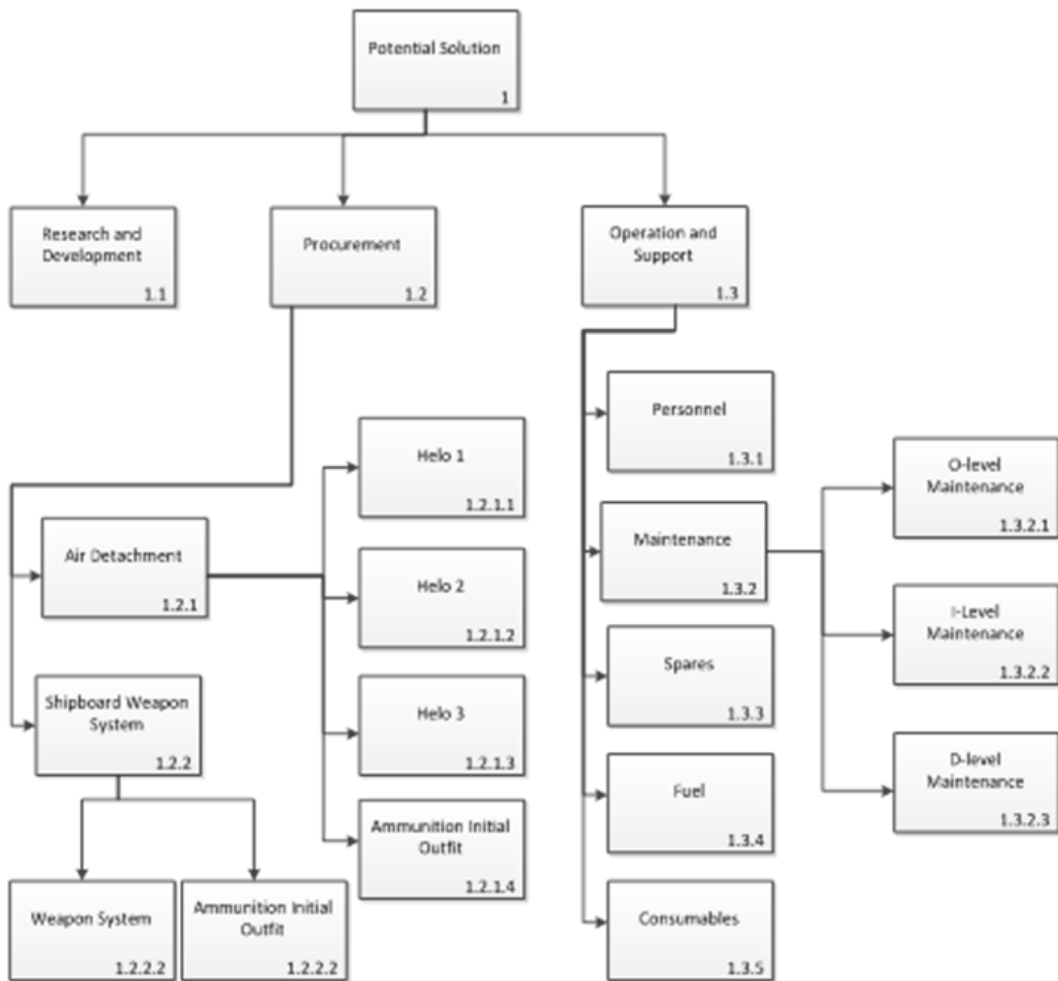 Potential Solution
1
Research and
Development
1.1
Procurement
1.2
Operation and
Support
1.3
Air Detachment
1.2.1
Shipboard Weapon
System
1.2.2
Weapon System
1.2.2.2
Ammunition Initial
Outfit
1.2.2.2
Helo 1
1.2.1.1
Helo 2
1.2.1.2
Helo 3
1.2.1.3
Ammunition Initial
Outfit
1.2.1.4
Personnel
1.3.1
Maintenance
1.3.2
Spares
1.3.3
Fuel
1.3.4
Consumables
1.3.5
O-level
Maintenance
1.3.2.1
I-Level
Maintenance
1.3.2.2
D-level
Maintenance
1.3.2.3